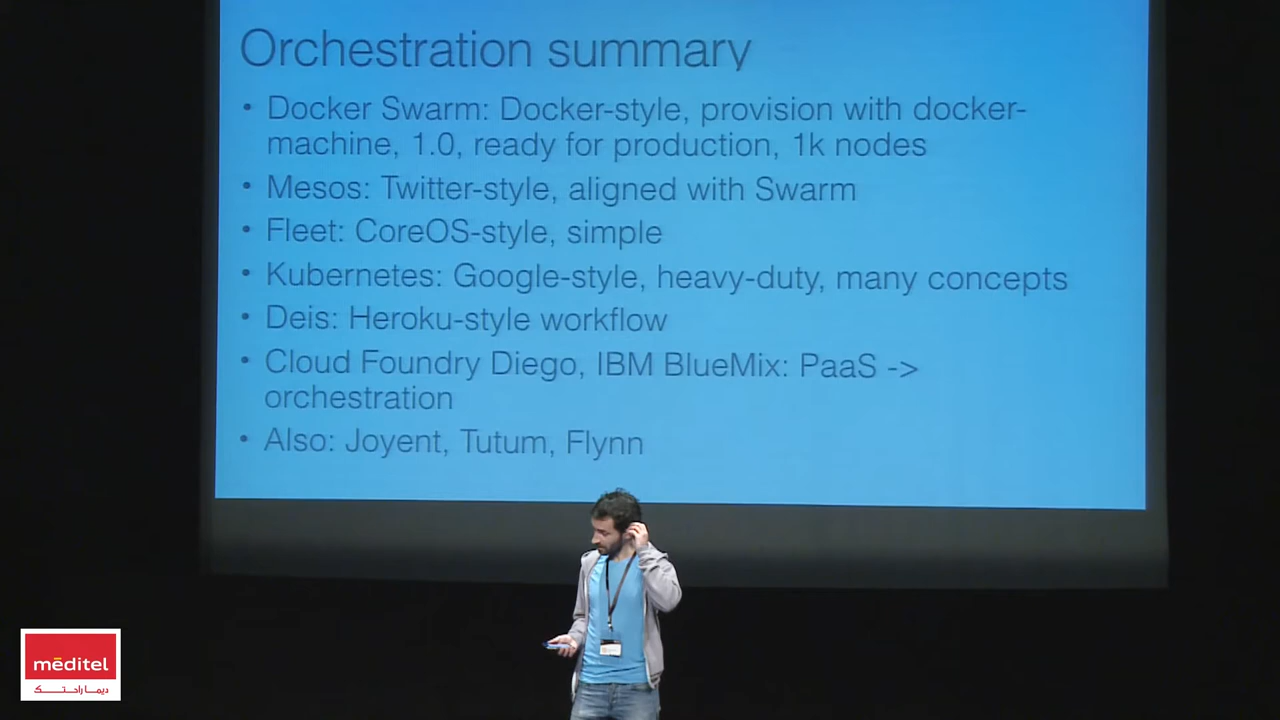 Orchestration summary
• Docker Swarm: Docker-style, provision with docker-
machine, 1.0, ready for production, 1k nodes
• Mesos: Twitter-style, aligned with Swarm
• Fleet: CoreOS-style, simple
• Kubernetes: Google-style, heavy-duty, many concepts
• Deis: Heroku-style workflow
• Cloud Foundry Diego, IBM BlueMix: PaaS ->
orchestration
• Also: Joyent, Tutum, Flynn
méditel
ديما راحتك